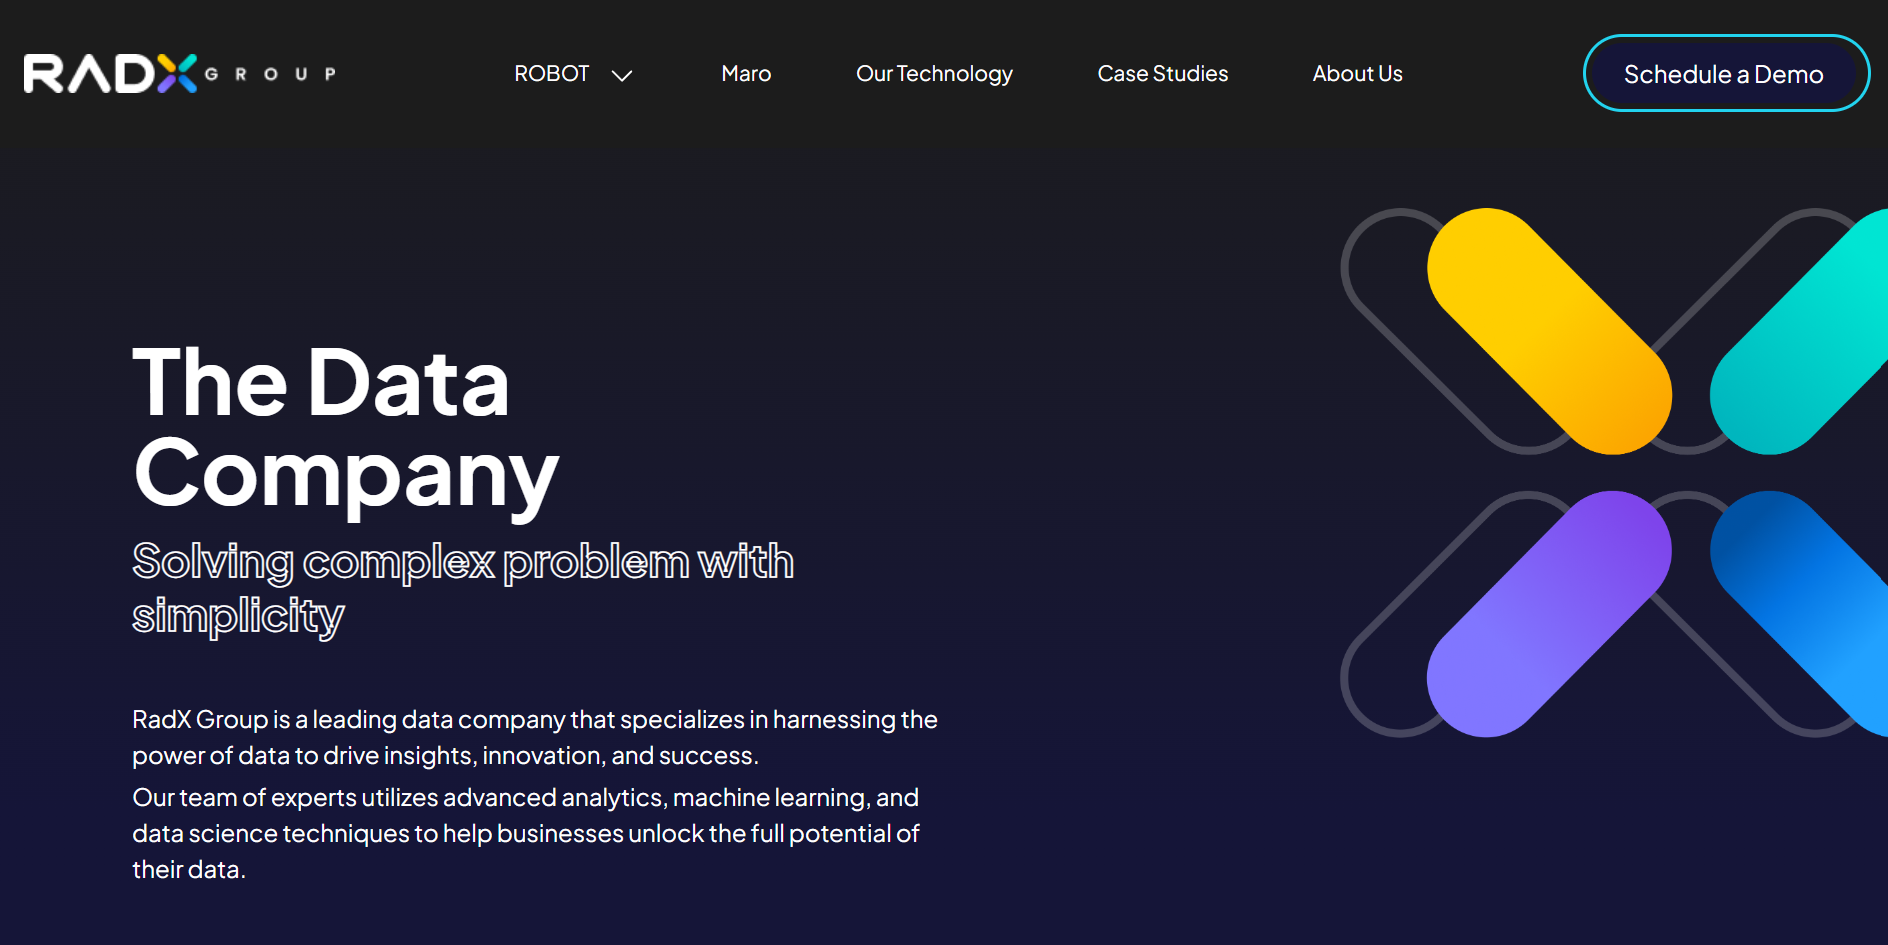 RADX GROUP
ROBOT
Maro
Our Technology
Case Studies
About Us
Schedule a Demo
The Data
Company
Solving complex problem with
simplicity
RadX Group is a leading data company that specializes in harnessing the
power of data to drive insights, innovation, and success.
Our team of experts utilizes advanced analytics, machine learning, and
data science techniques to help businesses unlock the full potential of
their data.